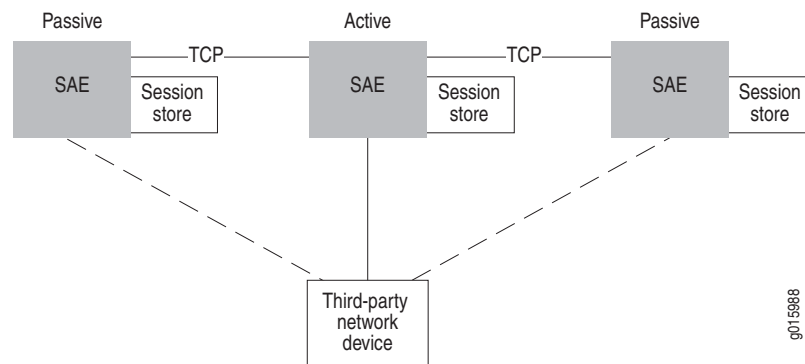 Passive
Active
Passive
TCP
TCP
SAE
SAE
SAE
Session
store
Session
store
Session
store
Third-party
network
device
g015988